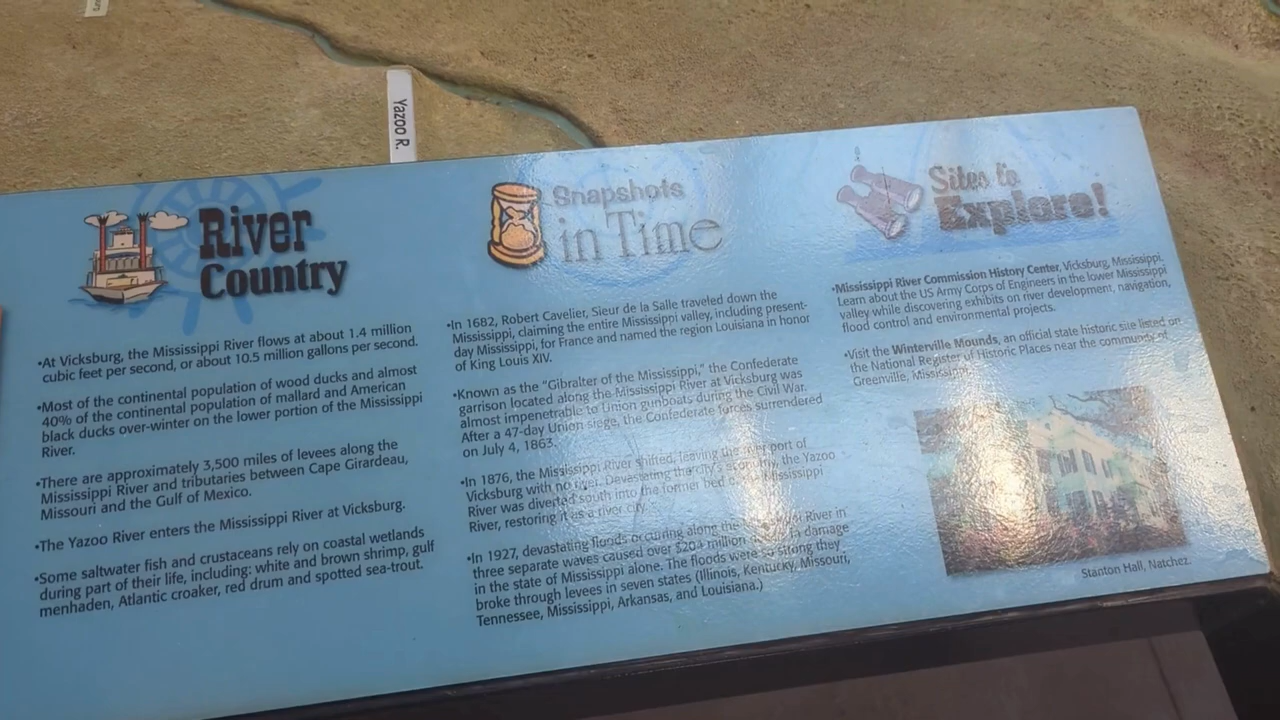 Yazoo R.
River
Country
•At Vicksburg, the Mississippi River flows at about 1.4 million
cubic feet per second, or about 10.5 million gallons per second.
•Most of the continental population of wood ducks and almost
40% of the continental population of mallard and American
black ducks over-winter on the lower portion of the Mississippi
River.
•There are approximately 3,500 miles of levees along the
Mississippi River and tributaries between Cape Girardeau,
Missouri and the Gulf of Mexico.
•The Yazoo River enters the Mississippi River at Vicksburg.
•Some saltwater fish and crustaceans rely on coastal wetlands
during part of their life, including: white and brown shrimp, gulf
menhaden, Atlantic croaker, red drum and spotted sea-trout.
Snapshots
in Time
•In 1682, Robert Cavelier, Sieur de la Salle traveled down the
Mississippi, claiming the entire Mississippi valley, including present-
day Mississippi, for France and named the region Louisiana in honor
of King Louis XIV.
•Known as the "Gibralter of the Mississippi," the Confederate
garrison located along the Mississippi River at Vicksburg was
almost impenetrable to Union gunboats during the Civil War.
After a 47-day Union siege, the Confederate forces surrendered
on July 4, 1863.
•In 1876, the Mississippi River shifted, leaving the river port of
Vicksburg with no river. Devastating the city's economy, the Yazoo
River was diverted south into the former bed of the Mississippi
River, restoring it as a river city.
•In 1927, devastating floods occuring along the River in
three separate waves caused over $204 million in damage
in the state of Mississippi alone. The floods were so strong they
broke through levees in seven states (Illinois, Kentucky, Missouri,
Tennessee, Mississippi, Arkansas, and Louisiana.)
Sites to
Explore!
•Mississippi River Commission History Center, Vicksburg, Mississippi.
Learn about the US Army Corps of Engineers in the lower Mississippi
valley while discovering exhibits on river development, navigation,
flood control and environmental projects.
•Visit the Winterville Mounds, an official state historic site listed on
the National Register of Historic Places near the community of
Greenville, Mississippi.
Stanton Hall, Natchez.